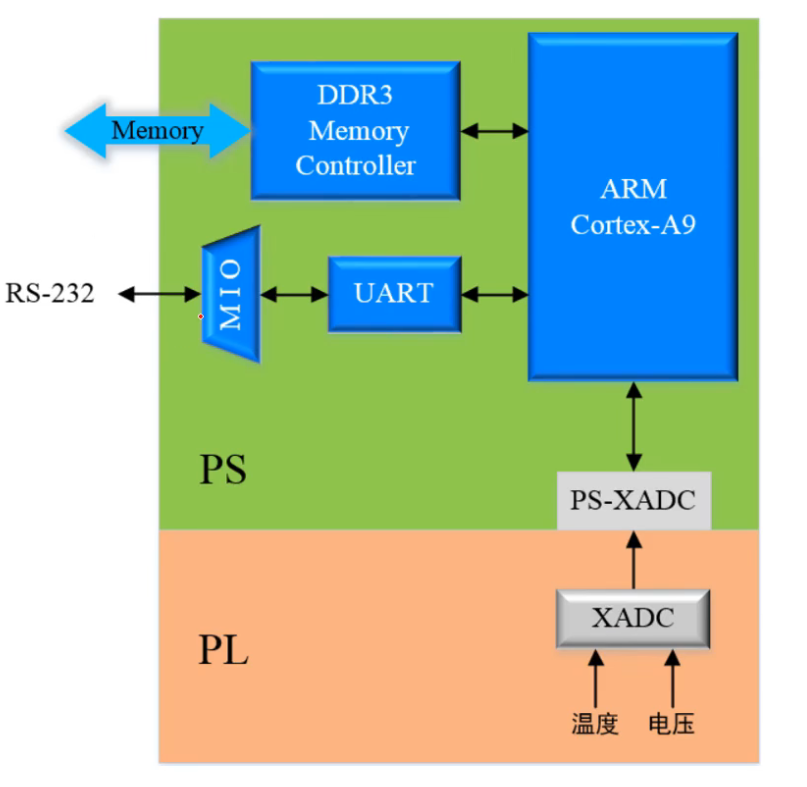 DDR3
Memory
Controller
Memory
ARM
Cortex-A9
RS-232
MIO
UART
PS
PS-XADC
XADC
PL
温度
电压